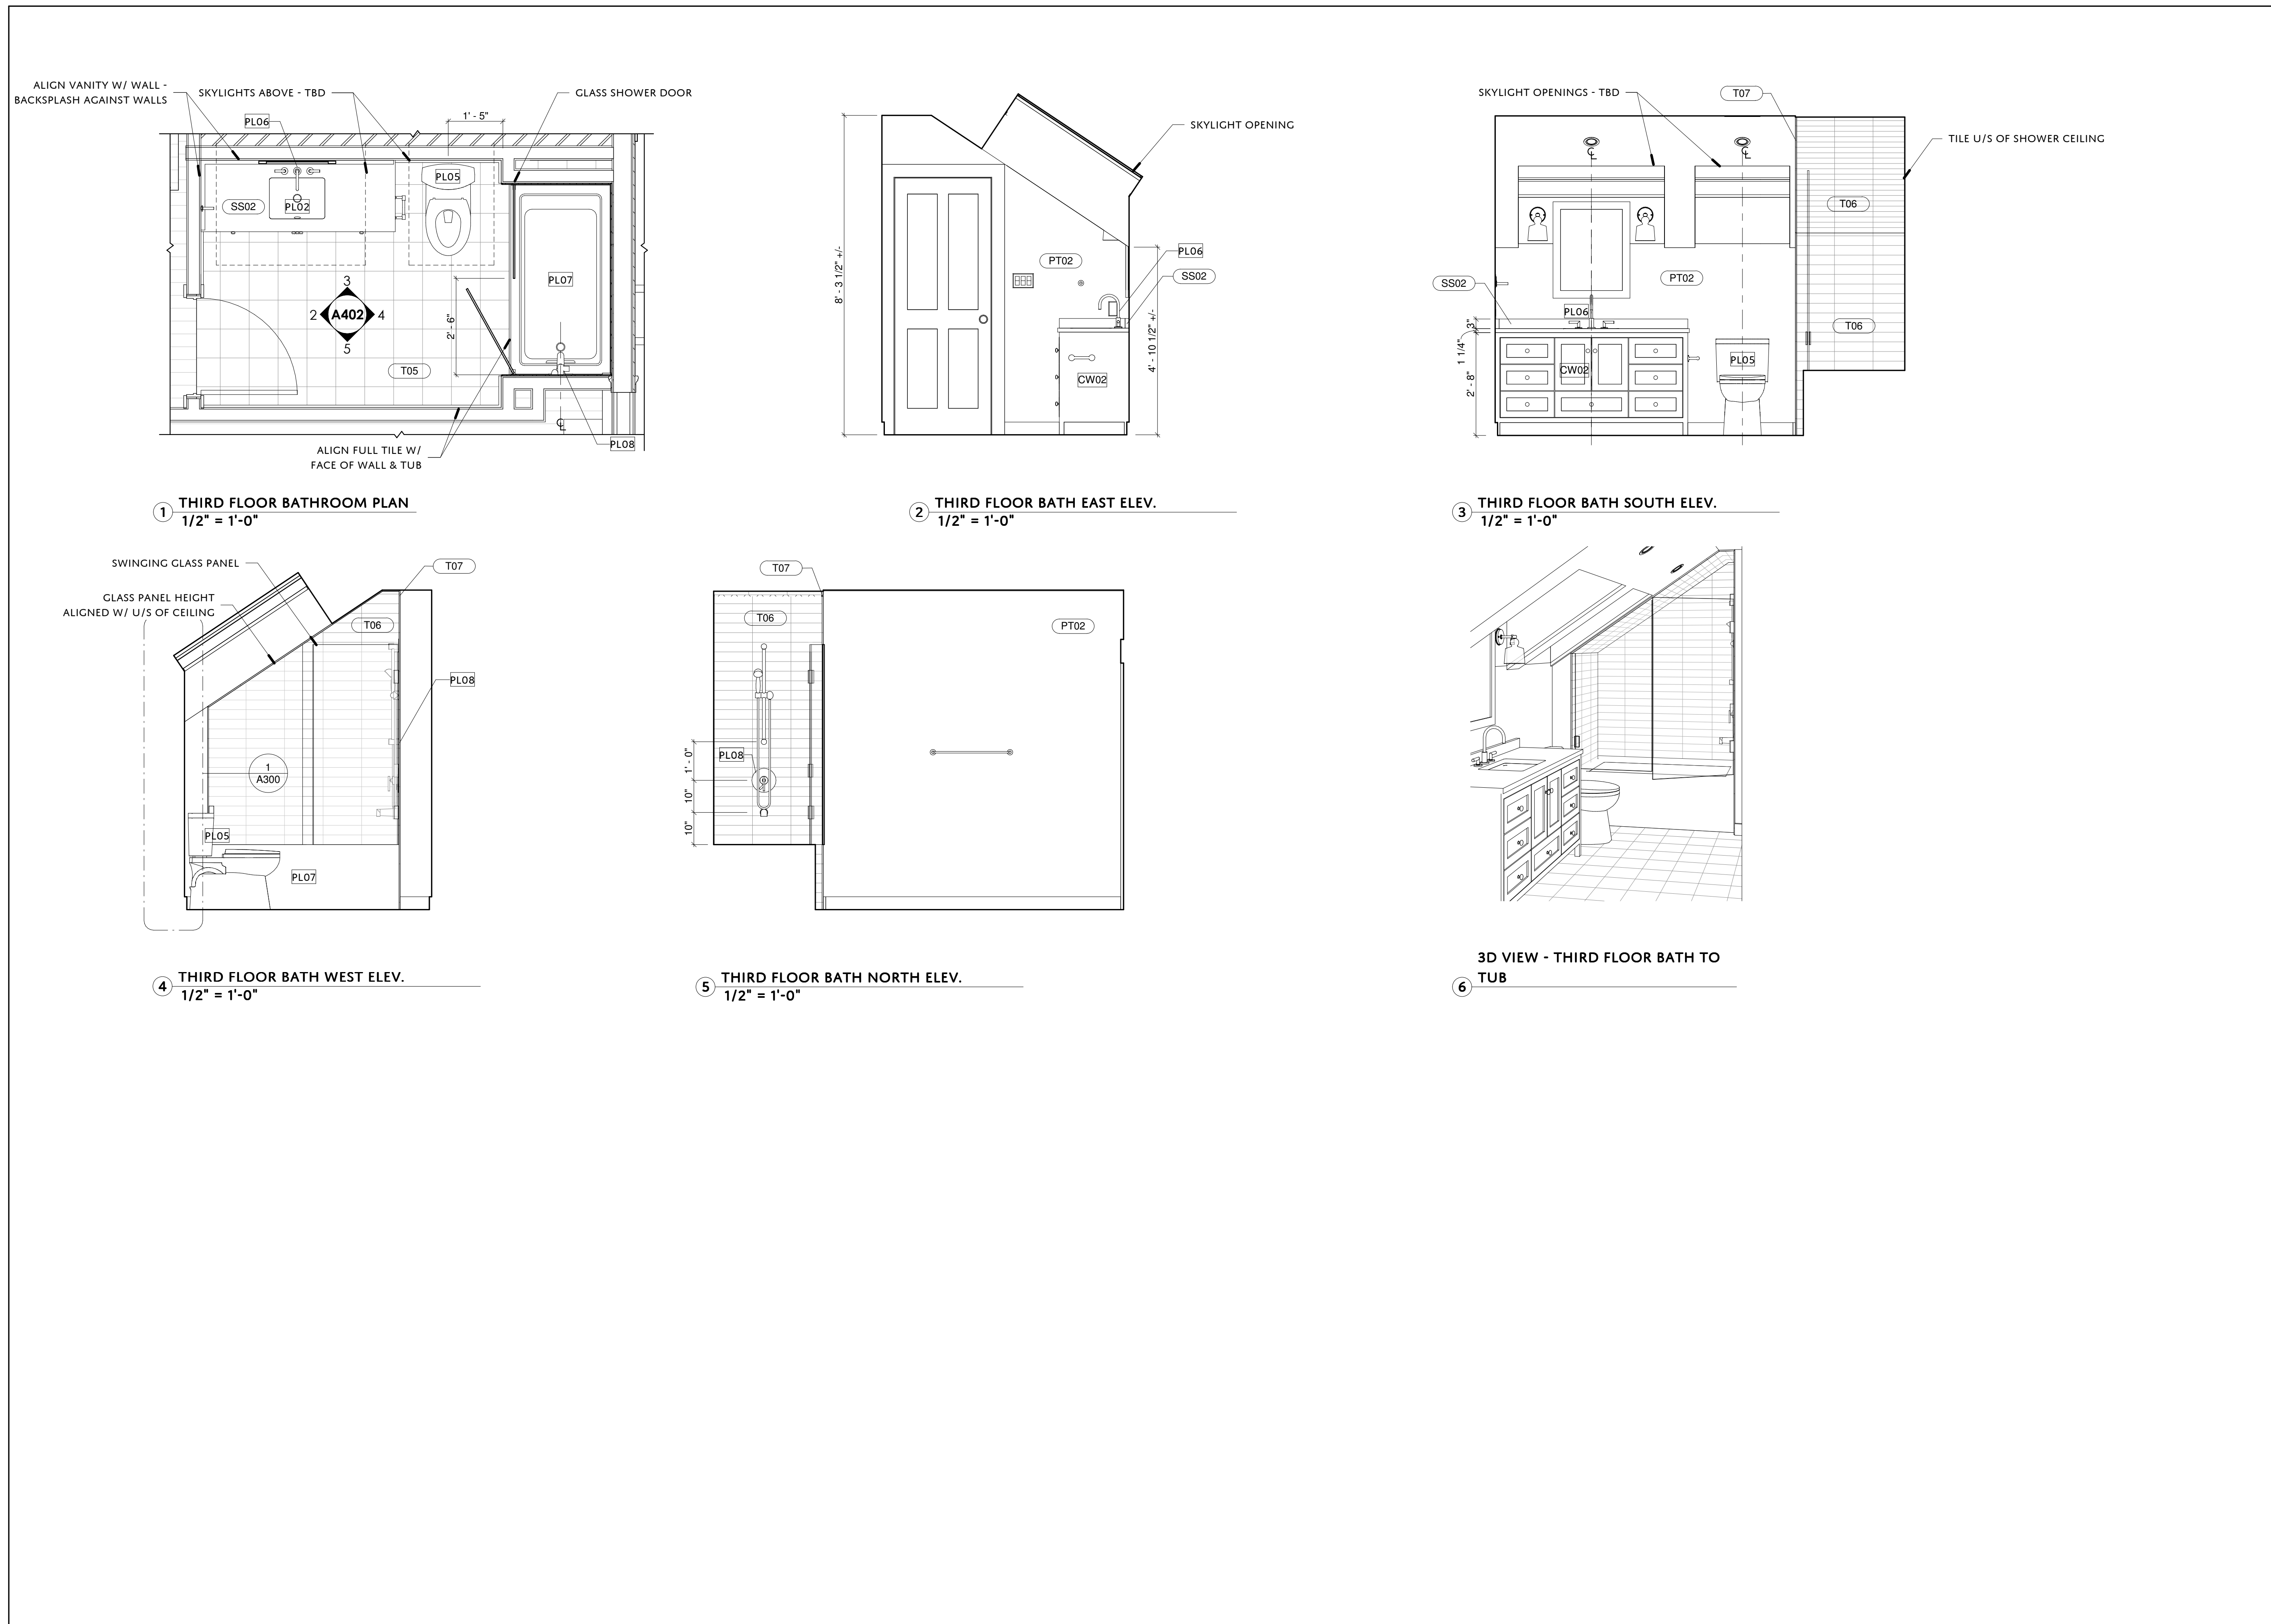 ALIGN VANITY W/ WALL -
BACKSPLASH AGAINST WALLS
SKYLIGHTS ABOVE - TBD
GLASS SHOWER DOOR
PL06
1' - 5"
PL05
SS02
PL02
PL07
3
2
A402
4
5
2' - 6"
T05
℄
PL08
ALIGN FULL TILE W/
FACE OF WALL & TUB
1
THIRD FLOOR BATHROOM PLAN
1/2" = 1'-0"
SKYLIGHT OPENING
8' - 3 1/2" +/-
PT02
PL06
SS02
4' - 10 1/2" +/-
CW02
2
THIRD FLOOR BATH EAST ELEV.
1/2" = 1'-0"
SKYLIGHT OPENINGS - TBD
T07
TILE U/S OF SHOWER CEILING
℄
℄
T06
PT02
SS02
PL06
T06
3"
1 1/4"
2' - 8"
PL05
CW02
3
THIRD FLOOR BATH SOUTH ELEV.
1/2" = 1'-0"
SWINGING GLASS PANEL
T07
GLASS PANEL HEIGHT
ALIGNED W/ U/S OF CEILING
T06
PL08
1
A300
PL05
PL07
4
THIRD FLOOR BATH WEST ELEV.
1/2" = 1'-0"
T07
T06
PT02
PL08
1' - 0"
10"
10"
5
THIRD FLOOR BATH NORTH ELEV.
1/2" = 1'-0"
3D VIEW - THIRD FLOOR BATH TO
TUB
6